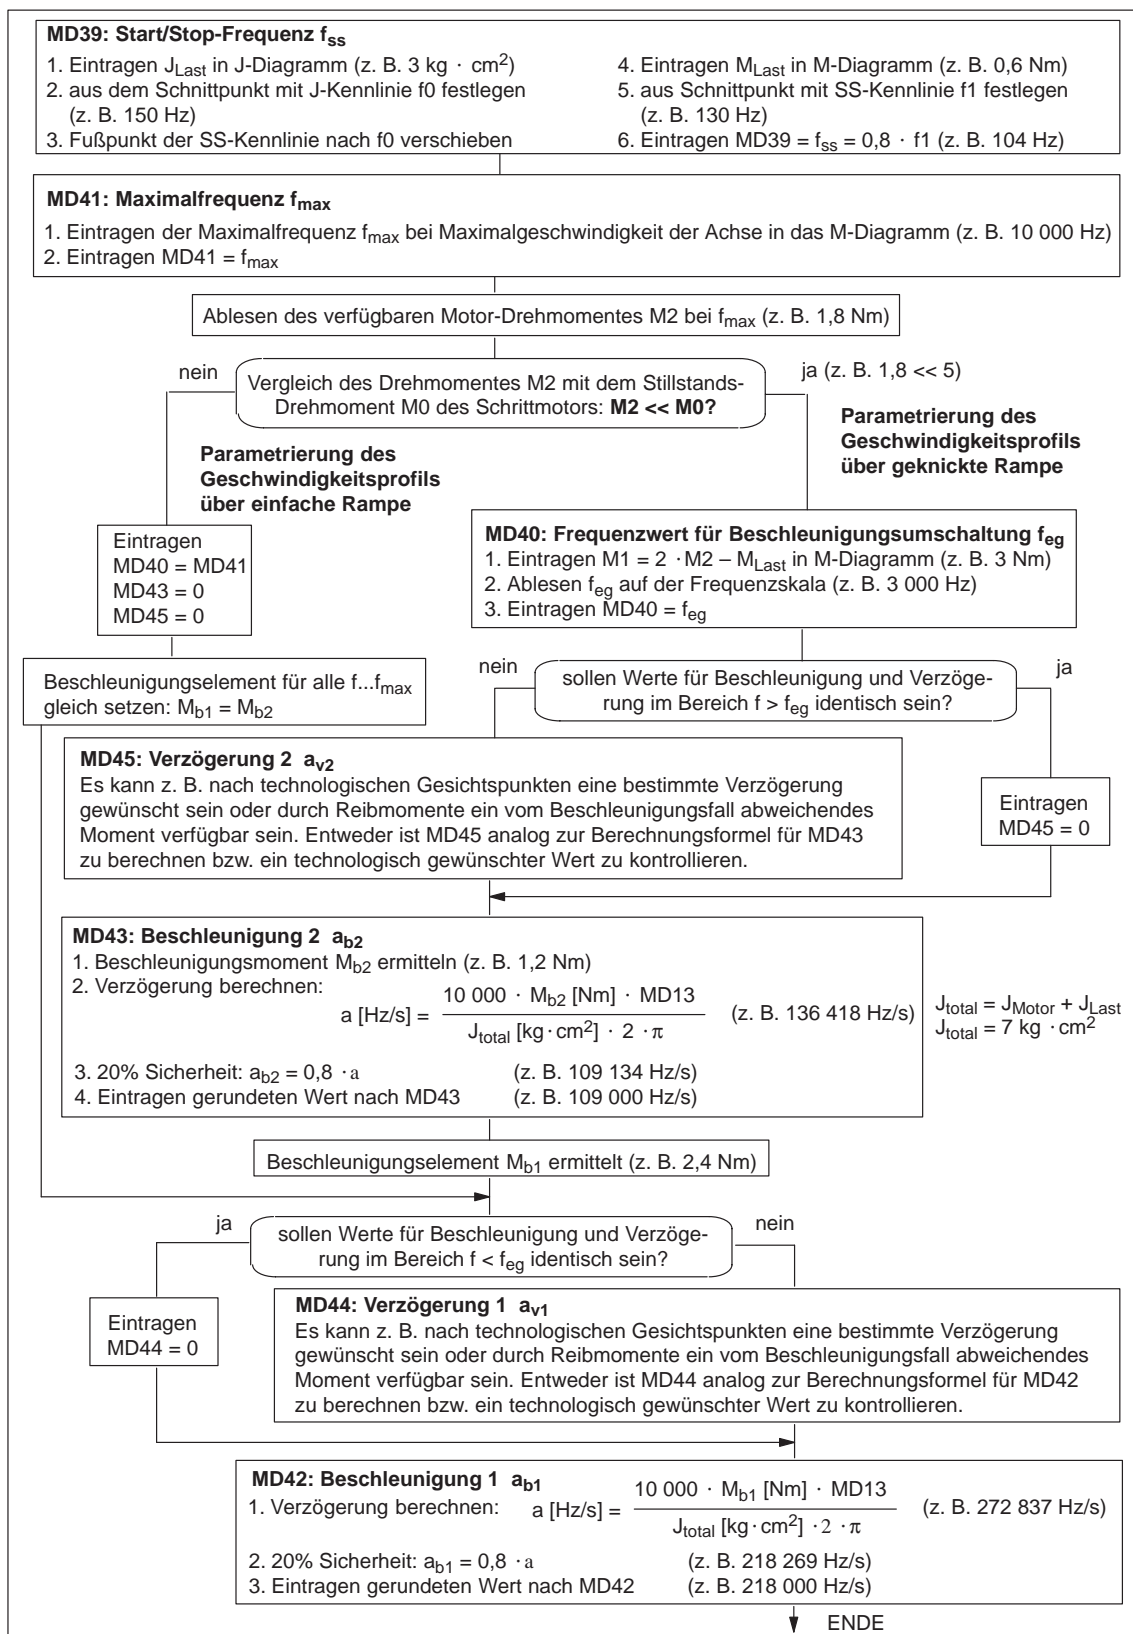 MD39: Start/Stop-Frequenz fss
1. Eintragen JLast in J-Diagramm (z. B. 3 kg · cm²)
2. aus dem Schnittpunkt mit J-Kennlinie f0 festlegen
(z. B. 150 Hz)
3. Fußpunkt der SS-Kennlinie nach f0 verschieben
4. Eintragen MLast in M-Diagramm (z. B. 0,6 Nm)
5. aus Schnittpunkt mit SS-Kennlinie f1 festlegen
(z. B. 130 Hz)
6. Eintragen MD39 = fss = 0,8 · f1 (z. B. 104 Hz)
MD41: Maximalfrequenz fmax
1. Eintragen der Maximalfrequenz fmax bei Maximalgeschwindigkeit der Achse in das M-Diagramm (z. B. 10 000 Hz)
2. Eintragen MD41 = fmax
Ablesen des verfügbaren Motor-Drehmomentes M2 bei fmax (z. B. 1,8 Nm)
nein
Vergleich des Drehmomentes M2 mit dem Stillstands-
Drehmoment M0 des Schrittmotors: M2 << M0?
ja (z. B. 1,8 << 5)
Parametrierung des
Geschwindigkeitsprofils
über einfache Rampe
Parametrierung des
Geschwindigkeitsprofils
über geknickte Rampe
Eintragen
MD40 = MD41
MD43 = 0
MD45 = 0
MD40: Frequenzwert für Beschleunigungsumschaltung feg
1. Eintragen M1 = 2 · M2 – MLast in M-Diagramm (z. B. 3 Nm)
2. Ablesen feg auf der Frequenzskala (z. B. 3 000 Hz)
3. Eintragen MD40 = feg
Beschleunigungselement für alle f...fmax
gleich setzen: Mb1 = Mb2
nein
sollen Werte für Beschleunigung und Verzöge-
rung im Bereich f > feg identisch sein?
ja
MD45: Verzögerung 2 av2
Es kann z. B. nach technologischen Gesichtspunkten eine bestimmte Verzögerung
gewünscht sein oder durch Reibmomente ein vom Beschleunigungsfall abweichendes
Moment verfügbar sein. Entweder ist MD45 analog zur Berechnungsformel für MD43
zu berechnen bzw. ein technologisch gewünschter Wert zu kontrollieren.
Eintragen
MD45 = 0
MD43: Beschleunigung 2 ab2
1. Beschleunigungsmoment Mb2 ermitteln (z. B. 1,2 Nm)
2. Verzögerung berechnen:
a [Hz/s] = 10 000 · Mb2 [Nm] · MD13 (z. B. 136 418 Hz/s)
Jtotal [kg·cm²] · 2 · π
Jtotal = JMotor + JLast
Jtotal = 7 kg · cm²
3. 20% Sicherheit: ab2 = 0,8 · a (z. B. 109 134 Hz/s)
4. Eintragen gerundeten Wert nach MD43 (z. B. 109 000 Hz/s)
Beschleunigungselement Mb1 ermittelt (z. B. 2,4 Nm)
ja
sollen Werte für Beschleunigung und Verzöge-
rung im Bereich f < feg identisch sein?
nein
Eintragen
MD44 = 0
MD44: Verzögerung 1 av1
Es kann z. B. nach technologischen Gesichtspunkten eine bestimmte Verzögerung
gewünscht sein oder durch Reibmomente ein vom Beschleunigungsfall abweichendes
Moment verfügbar sein. Entweder ist MD44 analog zur Berechnungsformel für MD42
zu berechnen bzw. ein technologisch gewünschter Wert zu kontrollieren.
MD42: Beschleunigung 1 ab1
1. Verzögerung berechnen: a [Hz/s] = 10 000 · Mb1 [Nm] · MD13 (z. B. 272 837 Hz/s)
Jtotal [kg·cm²] · 2 · π
2. 20% Sicherheit: ab1 = 0,8 · a (z. B. 218 269 Hz/s)
3. Eintragen gerundeten Wert nach MD42 (z. B. 218 000 Hz/s)
ENDE